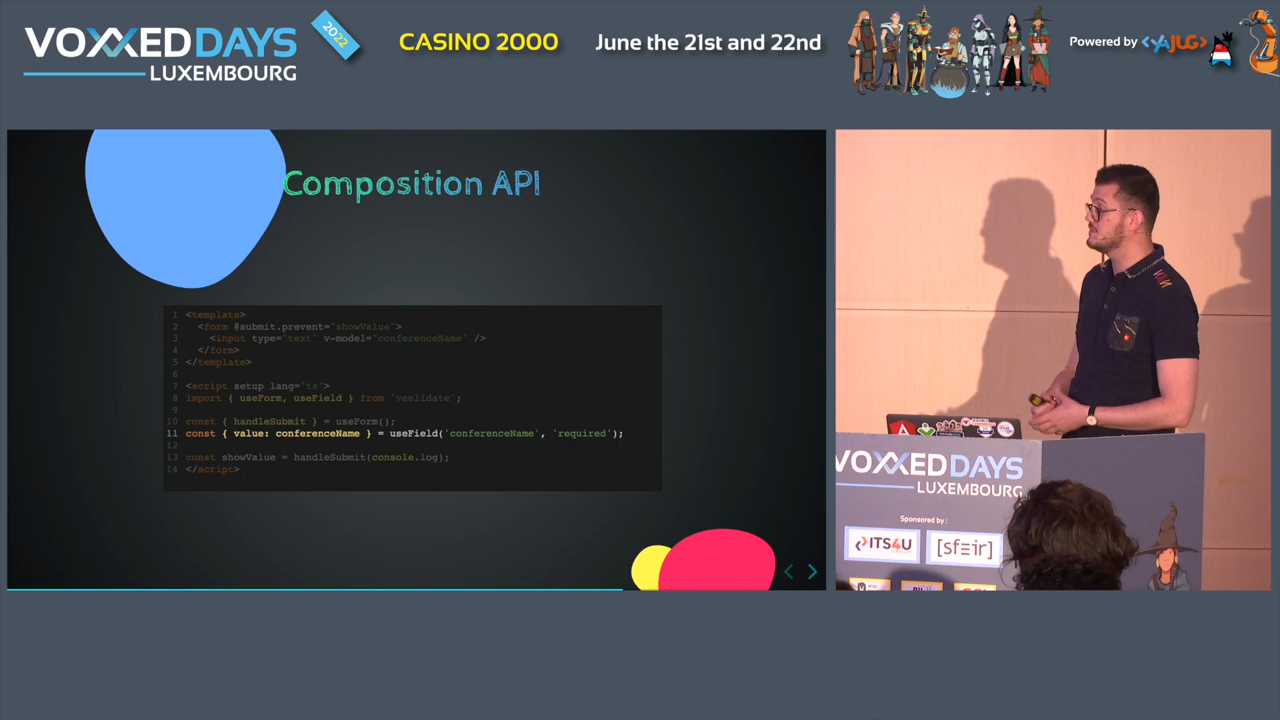 VOXXED DAYS
LUXEMBOURG
2022
CASINO 2000
June the 21st and 22nd
Powered by <YAJUG>
Composition API
1 <template>
2 <form @submit.prevent="showValue">
3 <input type="text" v-model="conferenceName" />
4 </form>
5 </template>
6
7 <script setup lang="ts">
8 import { useForm, useField } from 'veelidate';
9
10 const { handleSubmit } = useForm();
11 const { value: conferenceName } = useField('conferenceName', 'required');
12
13 const showValue = handleSubmit(console.log);
14 </script>
VOXXED DAYS
LUXEMBOURG
Sponsored by :
ITS4U
[sfeir]